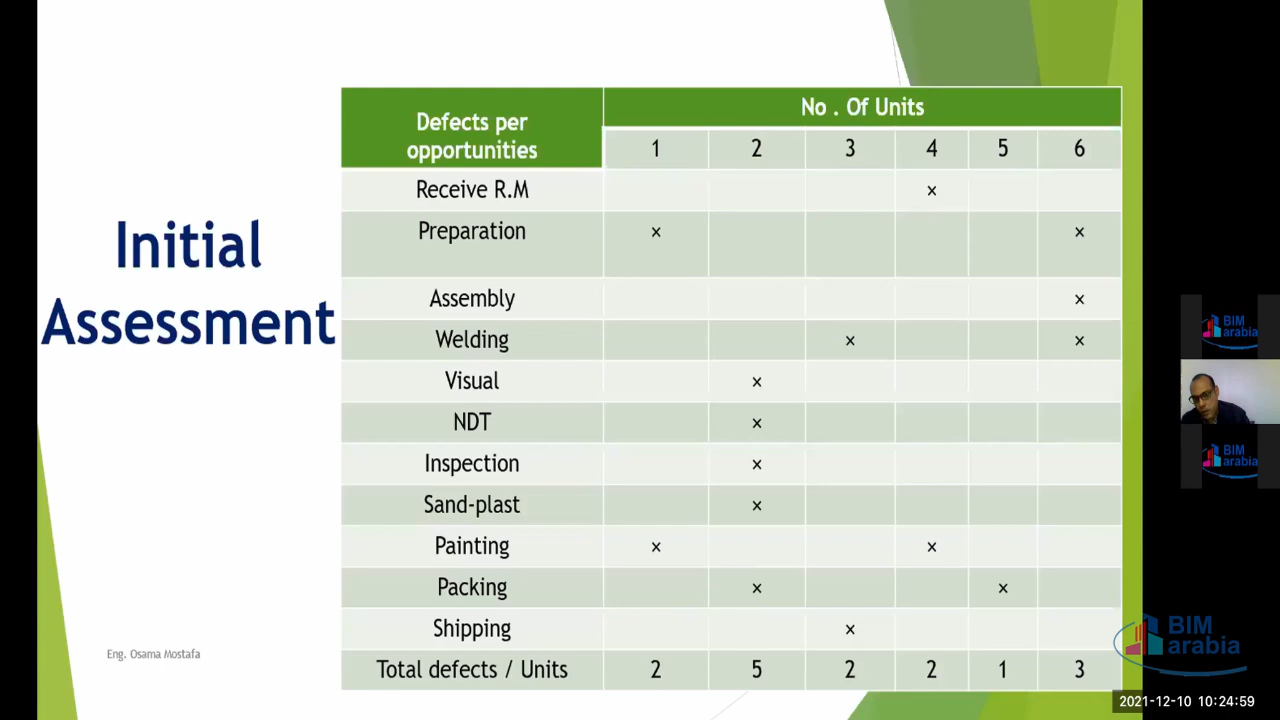 Initial
Assessment
Defects per
opportunities
No . Of Units
1 2 3 4 5 6
Receive R.M ×
Preparation × ×
Assembly ×
Welding × ×
Visual ×
NDT ×
Inspection ×
Sand-plast ×
Painting × ×
Packing × ×
Shipping ×
Total defects / Units 2 5 2 2 1 3
Eng. Osama Mostafa
BIM
arabia
BIM
arabia
BIM
arabia
2021-12-10 10:24:59